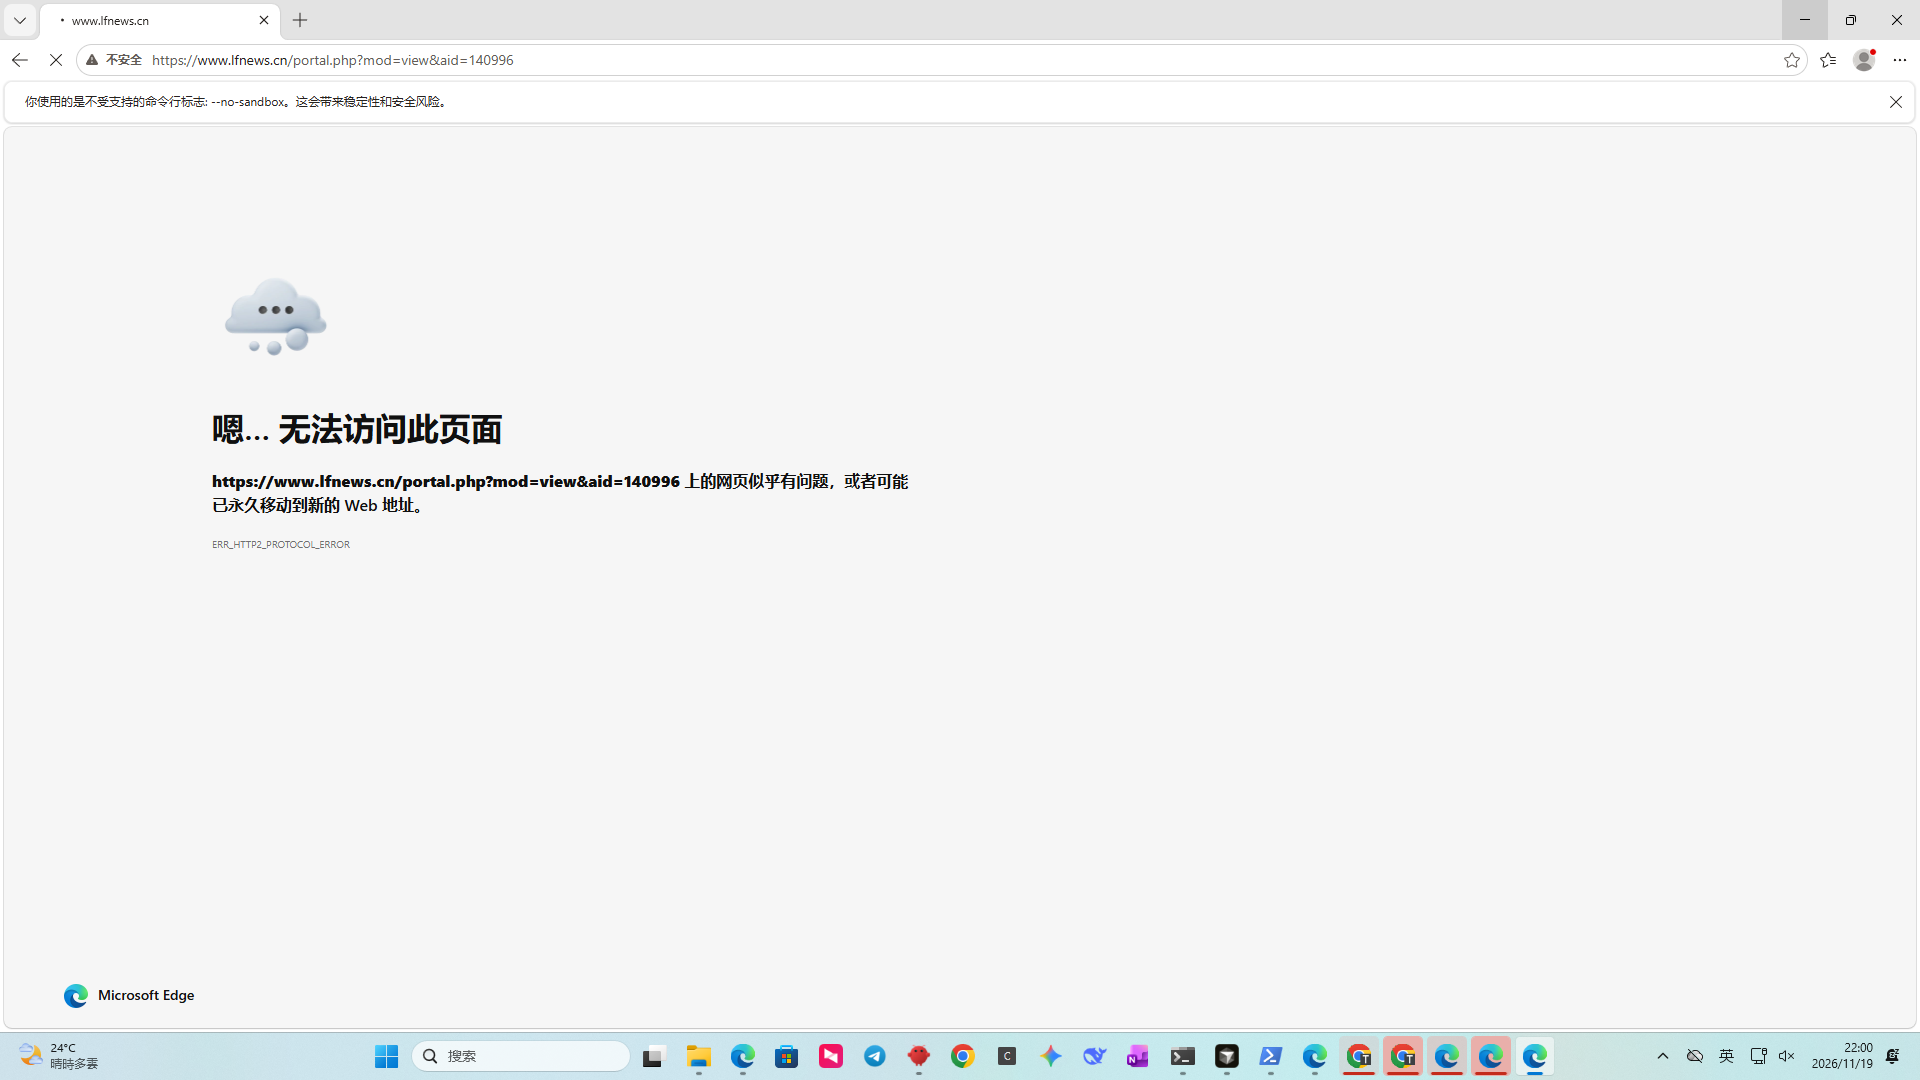 www.lfnews.cn
不安全 https://www.lfnews.cn/portal.php?mod=view&aid=140996
你使用的是不受支持的命令行标志: --no-sandbox。这会带来稳定性和安全风险。
嗯... 无法访问此页面
https://www.lfnews.cn/portal.php?mod=view&aid=140996 上的网页似乎有问题，或者可能
已永久移动到新的 Web 地址。
ERR_HTTP2_PROTOCOL_ERROR
Microsoft Edge
24°C
晴時多雲
搜索
C
N
T
T
英
22:00
2026/11/19